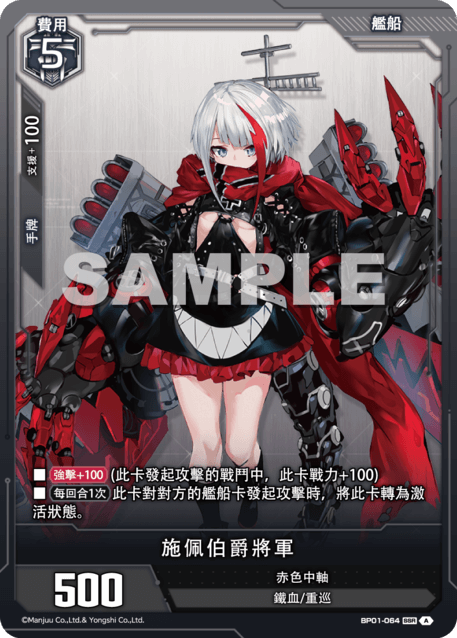 費用
5
艦船
支援+100
手牌
SAMPLE
強擊+100 (此卡發起攻擊的戰鬥中，此卡戰力+100)
每回合1次 此卡對對方的艦船卡發起攻擊時，將此卡轉為激
活狀態。
施佩伯爵將軍
500
赤色中軸
鐵血/重巡
©Manjuu Co.,Ltd.& Yongshi Co.,Ltd.
BP01-064 SSR A